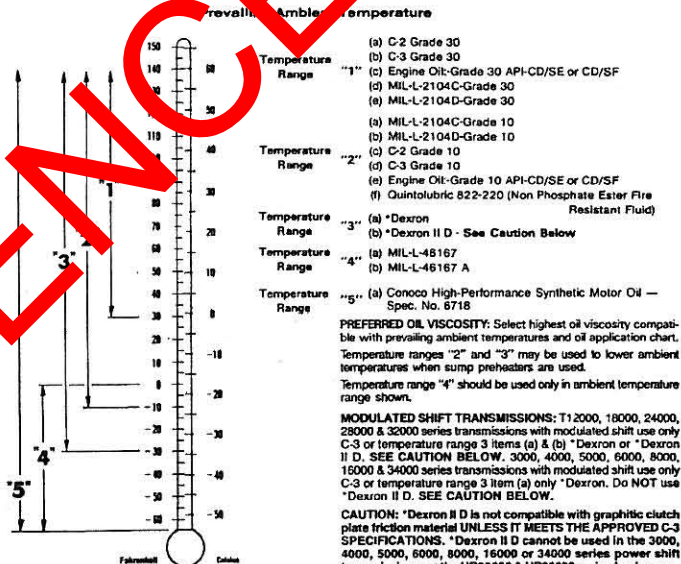 Prevailing Ambient Temperature
Temperature Range "1"
(a) C-2 Grade 30
(b) C-3 Grade 30
(c) Engine Oil:-Grade 30 API-CD/SE or CD/SF
(d) MIL-L-2104C-Grade 30
(e) MIL-L-2104D-Grade 30
Temperature Range "2"
(a) MIL-L-2104C-Grade 10
(b) MIL-L-2104D-Grade 10
(c) C-2 Grade 10
(d) C-3 Grade 10
(e) Engine Oil:-Grade 10 API-CD/SE or CD/SF
(f) Quintolubric 822-220 (Non Phosphate Ester Fire
Resistant Fluid)
Temperature Range "3"
(a) *Dexron
(b) *Dexron II D - See Caution Below
Temperature Range "4"
(a) MIL-L-46167
(b) MIL-L-46167 A
Temperature Range "5"
(a) Conoco High-Performance Synthetic Motor Oil —
Spec. No. 6718
PREFERRED OIL VISCOSITY: Select highest oil viscosity compati-
ble with prevailing ambient temperatures and oil application chart.
Temperature ranges "2" and "3" may be used to lower ambient
temperatures when sump preheaters are used.
Temperature range "4" should be used only in ambient temperature
range shown.
MODULATED SHIFT TRANSMISSIONS: T12000, 18000, 24000,
28000 & 32000 series transmissions with modulated shift use only
C-3 or temperature range 3 items (a) & (b) *Dexron or *Dexron
II D. SEE CAUTION BELOW. 3000, 4000, 5000, 6000, 8000,
16000 & 34000 series transmissions with modulated shift use only
C-3 or temperature range 3 item (a) only *Dexron. Do NOT use
*Dexron II D. SEE CAUTION BELOW.
CAUTION: *Dexron II D is not compatible with graphitic clutch
plate friction material UNLESS IT MEETS THE APPROVED C-3
SPECIFICATIONS. *Dexron II D cannot be used in the 3000,
4000, 5000, 6000, 8000, 16000 or 34000 series power shift
150
140
110
40
30
20
10
0
-10
-20
-30
-40
-50
-60
60
50
40
30
20
10
0
-10
-20
-30
-40
-50
"1
"3"
"4"
"5"
Fahrenheit
Celsius
ENCE